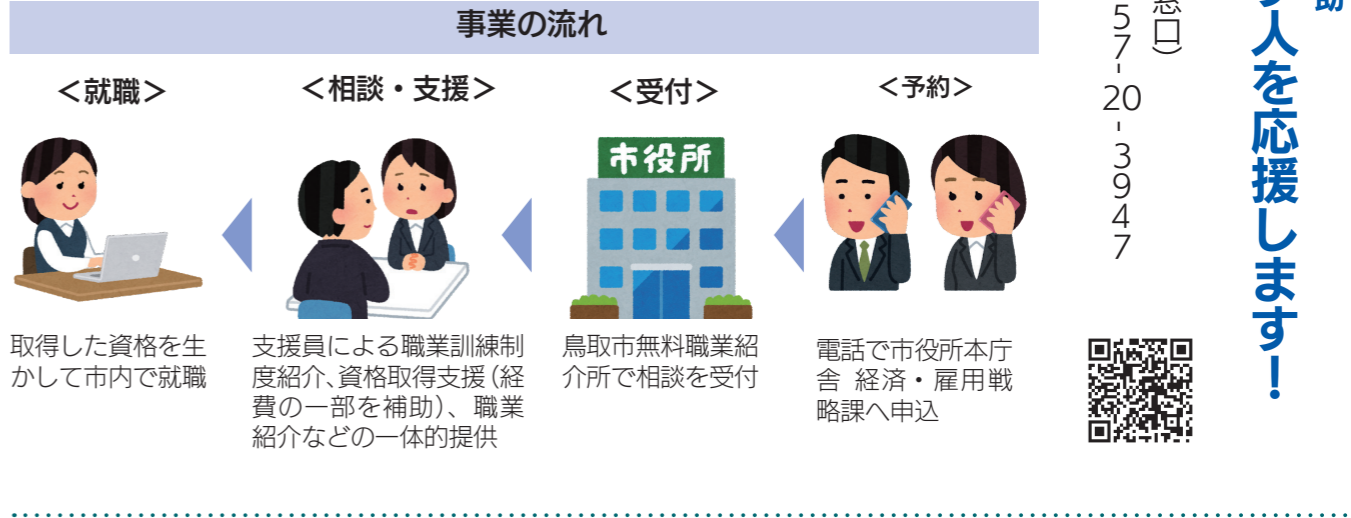 助
人を応援します！
窓口）
57-20-3947
事業の流れ
＜予約＞
電話で市役所本庁
舎 経済・雇用戦
略課へ申込
＜受付＞
市役所
鳥取市無料職業紹
介所で相談を受付
＜相談・支援＞
支援員による職業訓練制
度紹介、資格取得支援（経
費の一部を補助）、職業
紹介などの一体的提供
＜就職＞
取得した資格を生
かして市内で就職